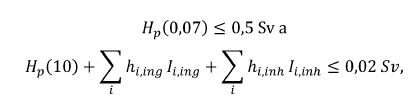 H_p(0,07) ≤ 0,5 Sv a
H_p(10) + ∑_i h_{i,ing} I_{i,ing} + ∑_i h_{i,inh} I_{i,inh} ≤ 0,02 Sv,